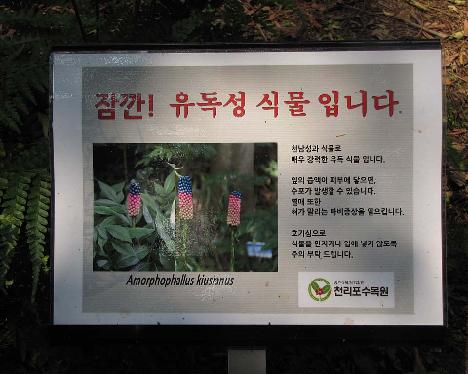 잠깐! 유독성 식물 입니다
천남성과 식물로
매우 강력한 유독 식물 입니다.
잎의 즙액이 피부에 닿으면,
수포가 발생할 수 있습니다.
열매 또한
혀가 말리는 마비증상을 일으킵니다.
호기심으로
식물을 만지거나 입에 넣지 않도록
주의 부탁 드립니다.
Amorphophallus kiusianus
천리포수목원